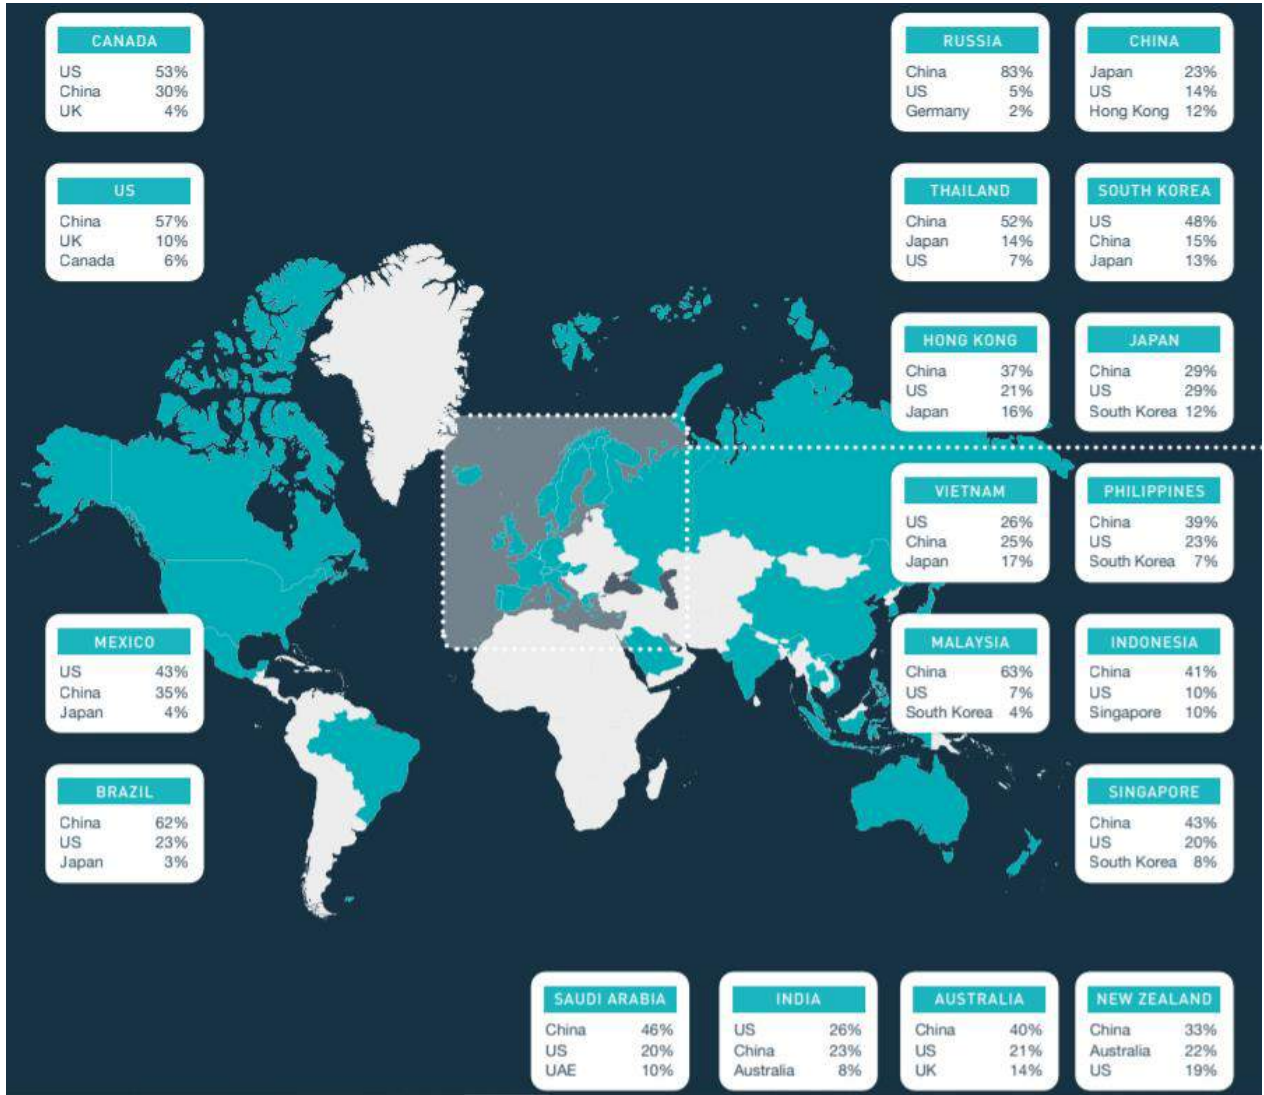 CANADA
US 53%
China 30%
UK 4%
RUSSIA
China 83%
US 5%
Germany 2%
CHINA
Japan 23%
US 14%
Hong Kong 12%
US
China 57%
UK 10%
Canada 6%
THAILAND
China 52%
Japan 14%
US 7%
SOUTH KOREA
US 48%
China 15%
Japan 13%
HONG KONG
China 37%
US 21%
Japan 16%
JAPAN
China 29%
US 29%
South Korea 12%
VIETNAM
US 26%
China 25%
Japan 17%
PHILIPPINES
China 39%
US 23%
South Korea 7%
MEXICO
US 43%
China 35%
Japan 4%
MALAYSIA
China 63%
US 7%
South Korea 4%
INDONESIA
China 41%
US 10%
Singapore 10%
BRAZIL
China 62%
US 23%
Japan 3%
SINGAPORE
China 43%
US 20%
South Korea 8%
SAUDI ARABIA
China 46%
US 20%
UAE 10%
INDIA
US 26%
China 23%
Australia 8%
AUSTRALIA
China 40%
US 21%
UK 14%
NEW ZEALAND
China 33%
Australia 22%
US 19%